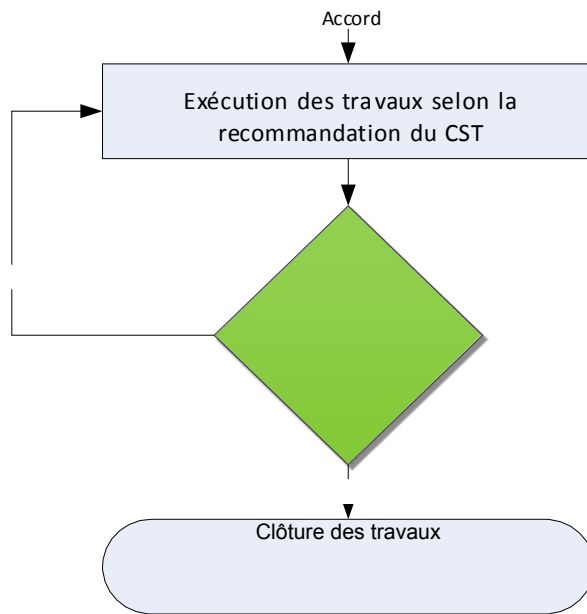 Accord
Exécution des travaux selon la
recommandation du CST
Clôture des travaux